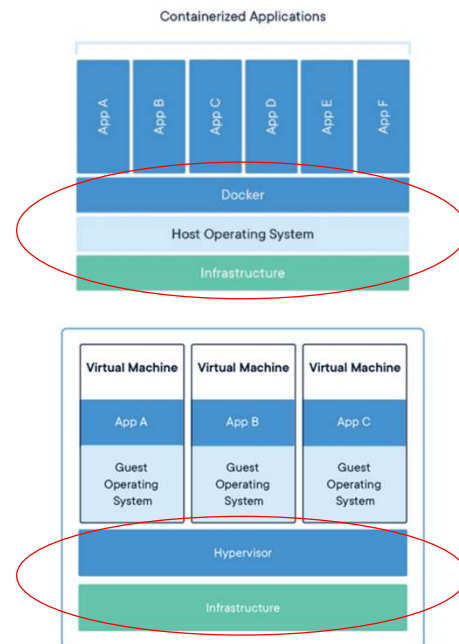 Containerized Applications
App A
App B
App C
App D
App E
App F
Docker
Host Operating System
Infrastructure
Virtual Machine
Virtual Machine
Virtual Machine
App A
App B
App C
Guest
Operating
System
Guest
Operating
System
Guest
Operating
System
Hypervisor
Infrastructure